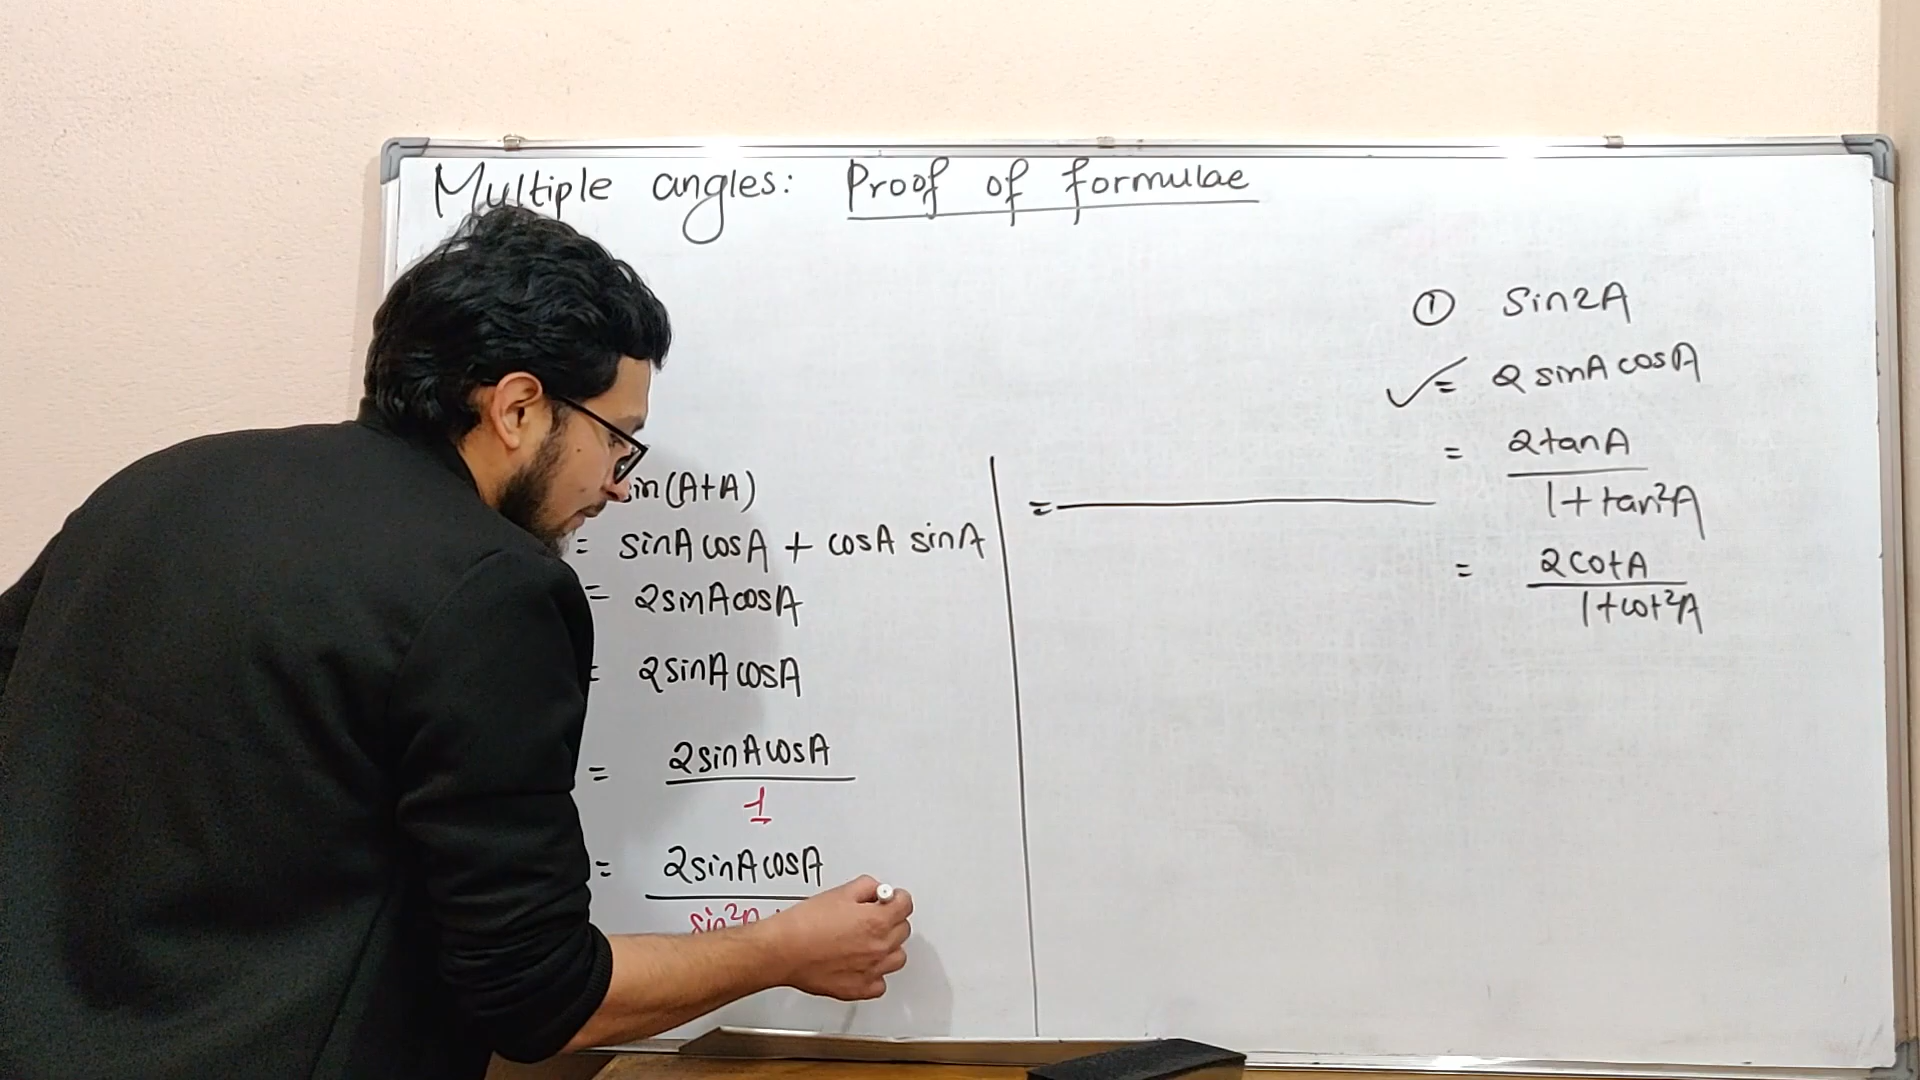 Multiple angles: Proof of formulae
in(A+A)
= sinA cosA + cosA sinA
= 2sinAcosA
= 2sinA cosA
= 2sinAcosA
1
= 2sinAcosA
sin²A
=
① Sin2A
✓= 2 sinA cosA
= 2tanA
1+tan²A
= 2cotA
1+cot²A